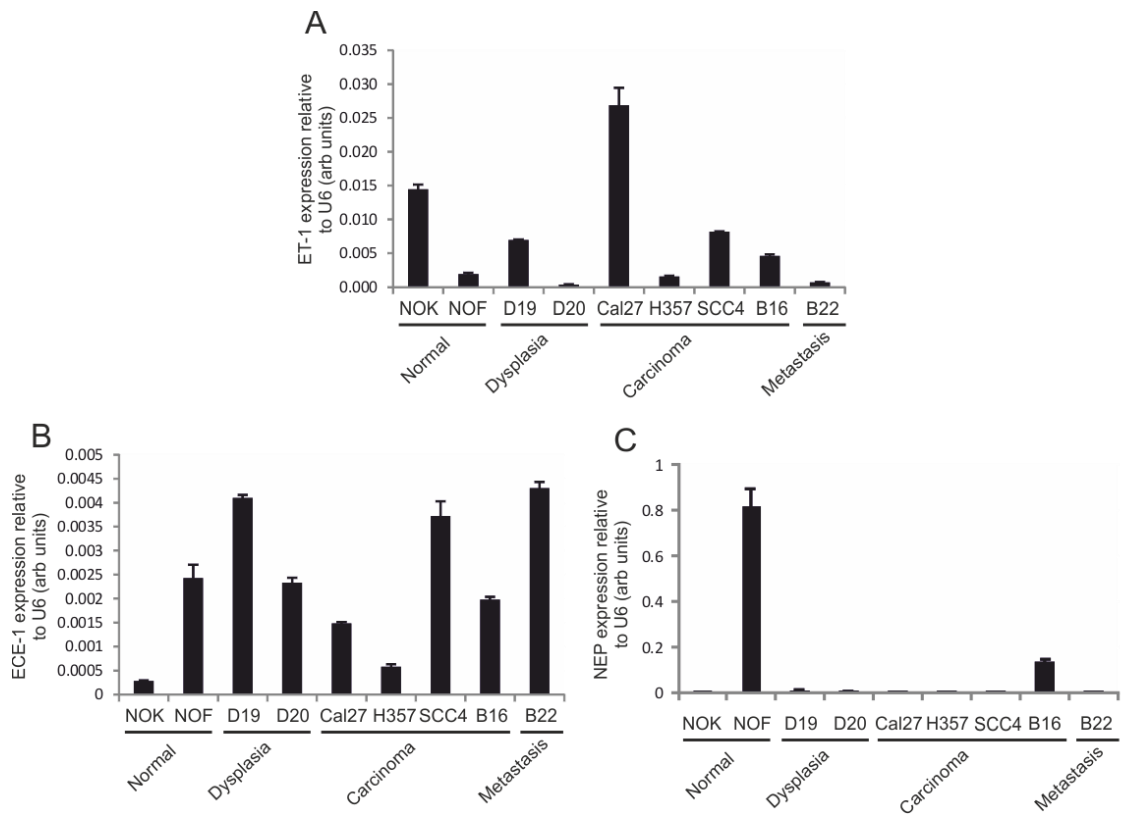 A
ET-1 expression relative
to U6 (arb units)
0.035
0.030
0.025
0.020
0.015
0.010
0.005
0.000
NOK NOF D19 D20 Cal27 H357 SCC4 B16 B22
Normal
Dysplasia
Carcinoma
Metastasis
B
ECE-1 expression relative
to U6 (arb units)
0.005
0.0045
0.004
0.0035
0.003
0.0025
0.002
0.0015
0.001
0.0005
0
NOK NOF D19 D20 Cal27 H357 SCC4 B16 B22
Normal
Dysplasia
Carcinoma
Metastasis
C
NEP expression relative
to U6 (arb units)
1
0.8
0.6
0.4
0.2
0
NOK NOF D19 D20 Cal27 H357 SCC4 B16 B22
Normal
Dysplasia
Carcinoma
Metastasis